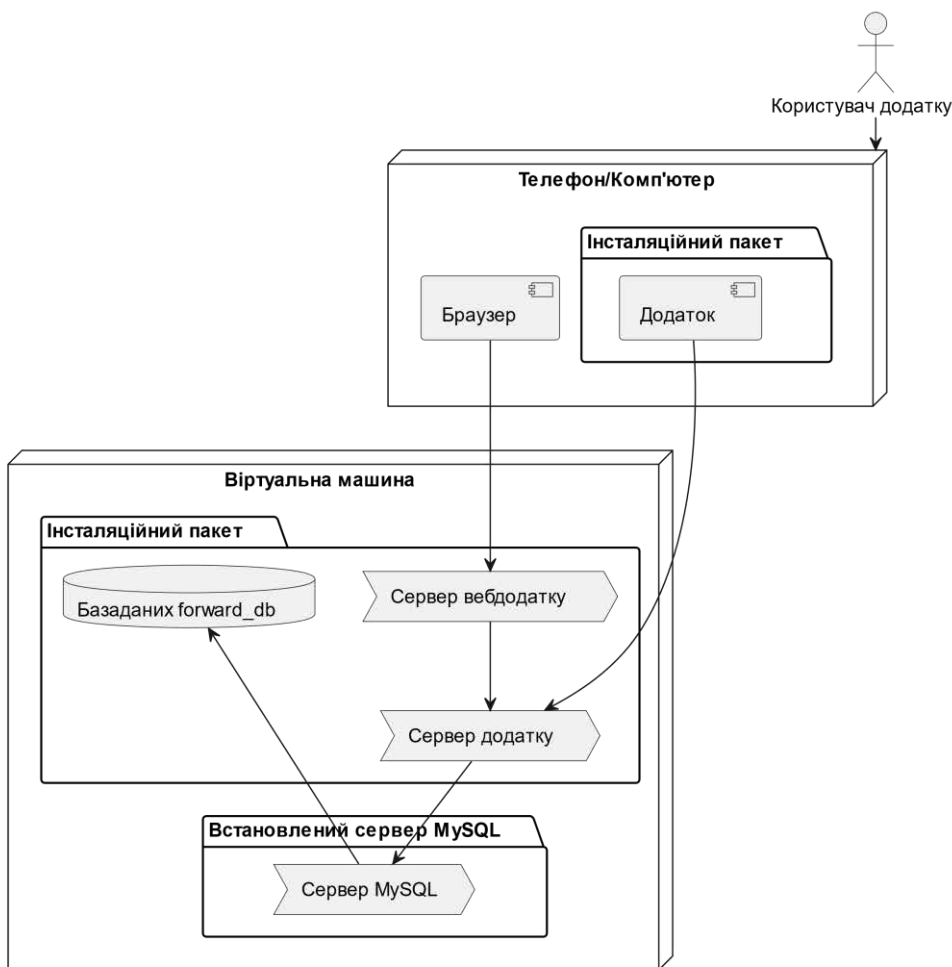 Користувач додатку
Телефон/Комп'ютер
Інсталяційний пакет
Браузер
Додаток
Віртуальна машина
Інсталяційний пакет
Базаданих forward_db
Сервер вебдодатку
Сервер додатку
Встановлений сервер MySQL
Сервер MySQL